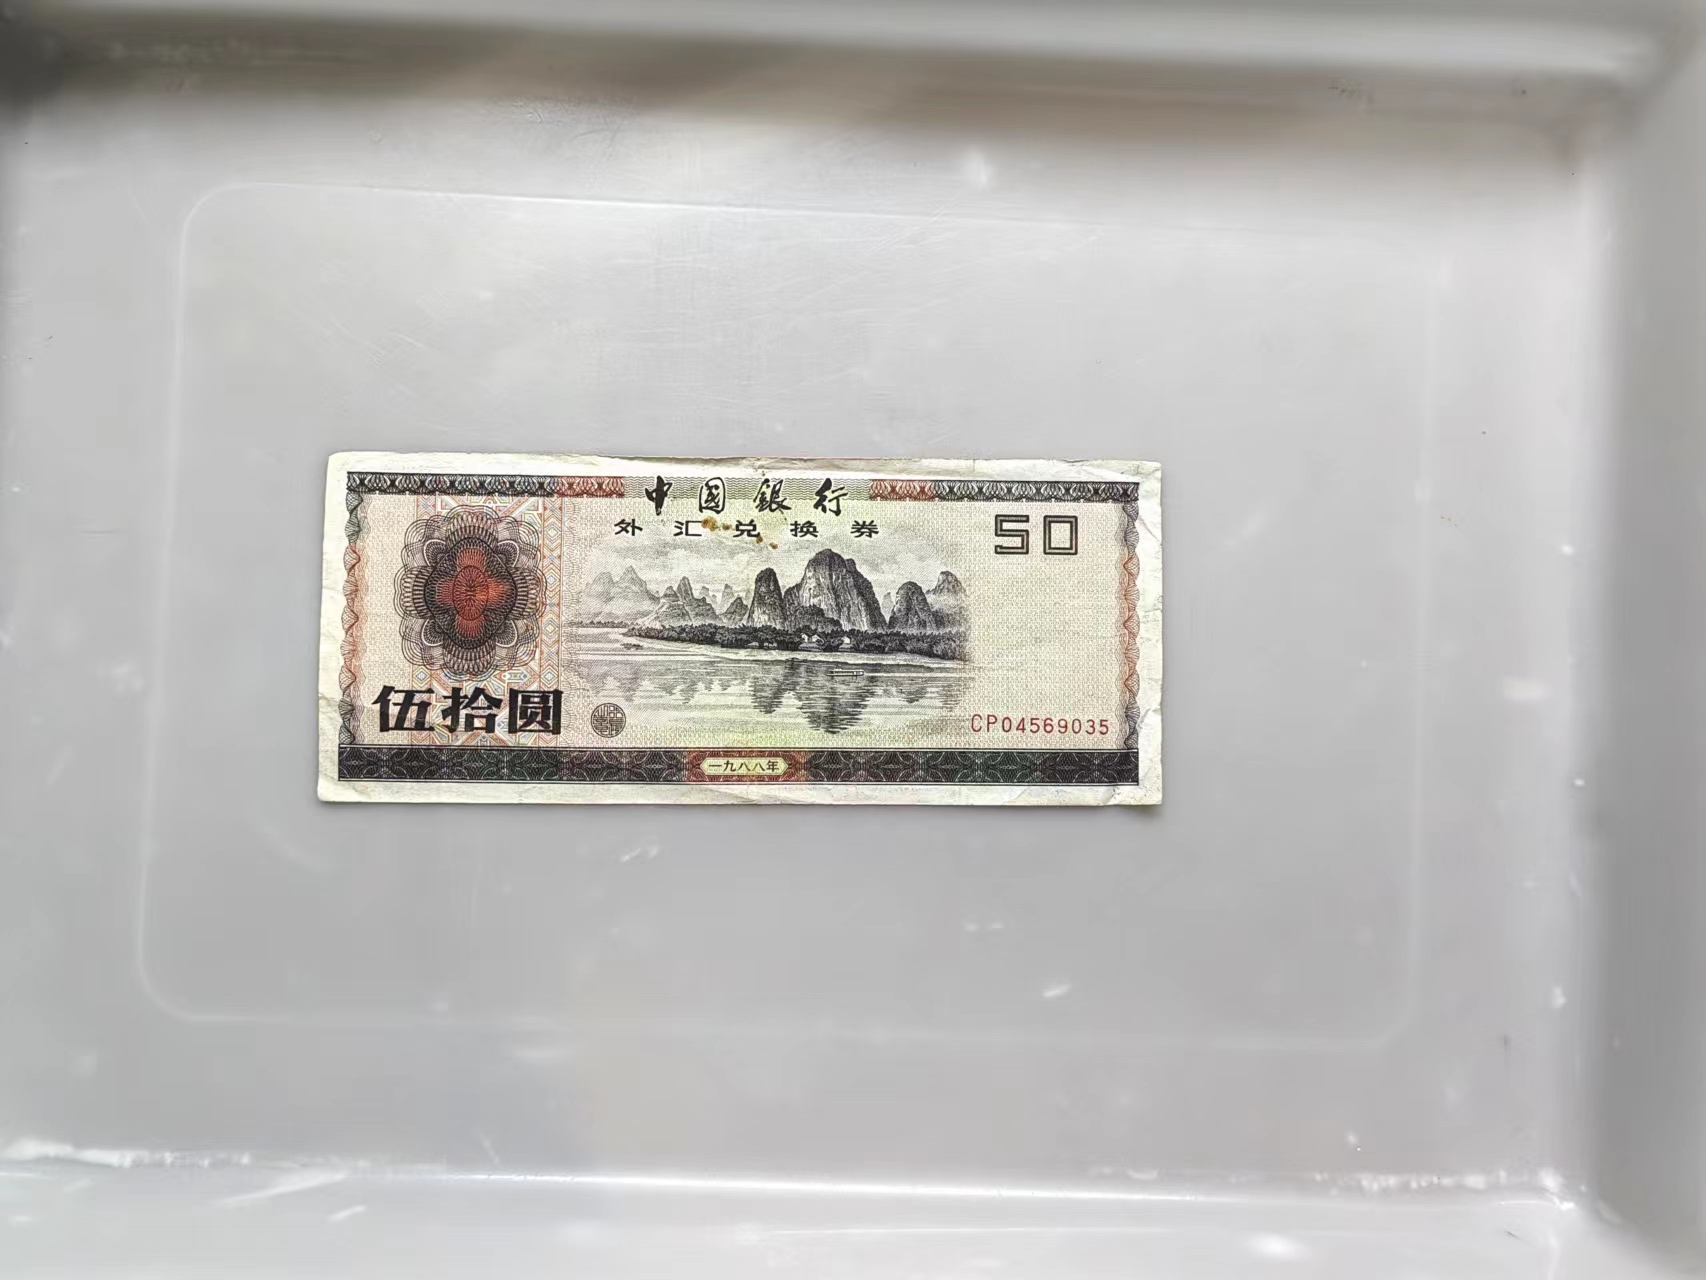 中国銀行
外汇兑换券
50
伍拾圆
CP04569035
一九八八年